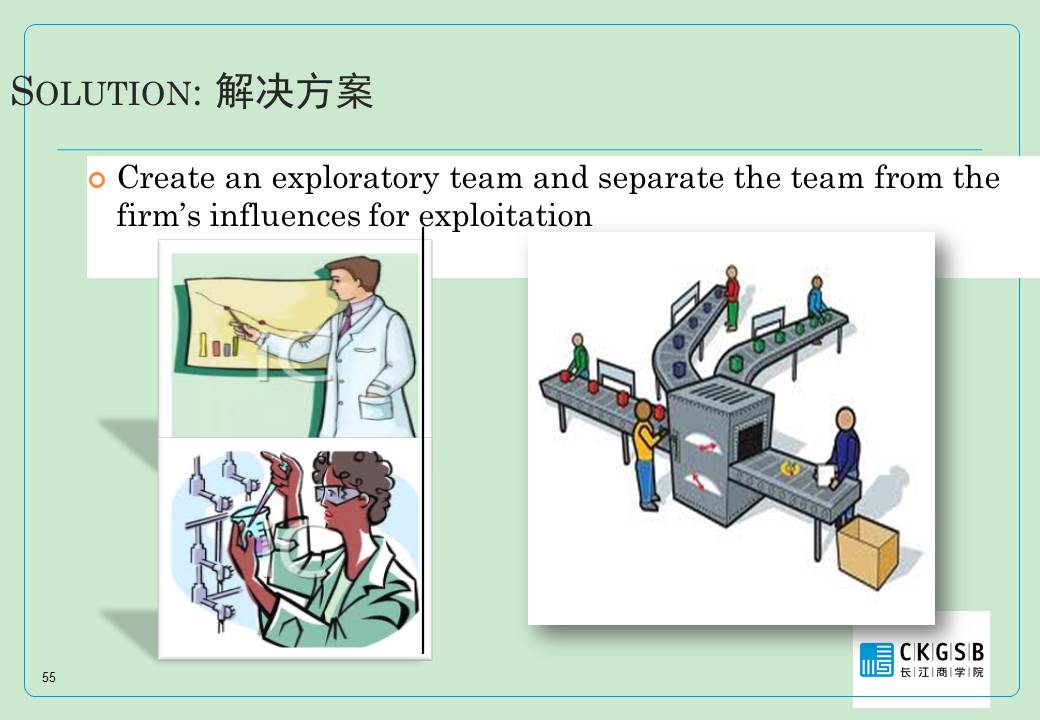 SOLUTION: 解决方案
Create an exploratory team and separate the team from the
firm's influences for exploitation
55
CKGSB
长江商学院